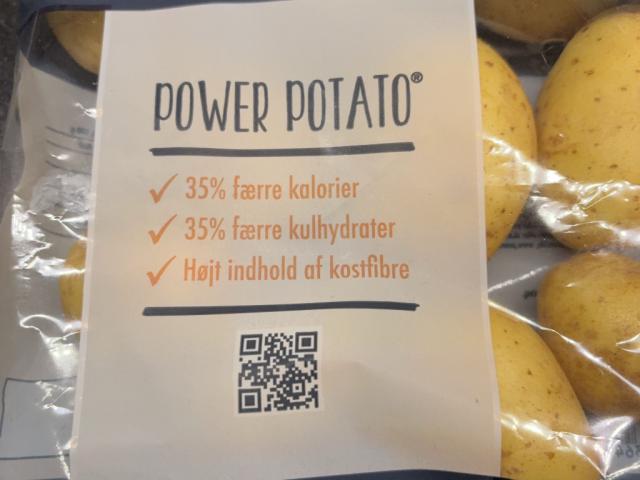 POWER POTATO®
35% færre kalorier
35% færre kulhydrater
Højt indhold af kostfibre